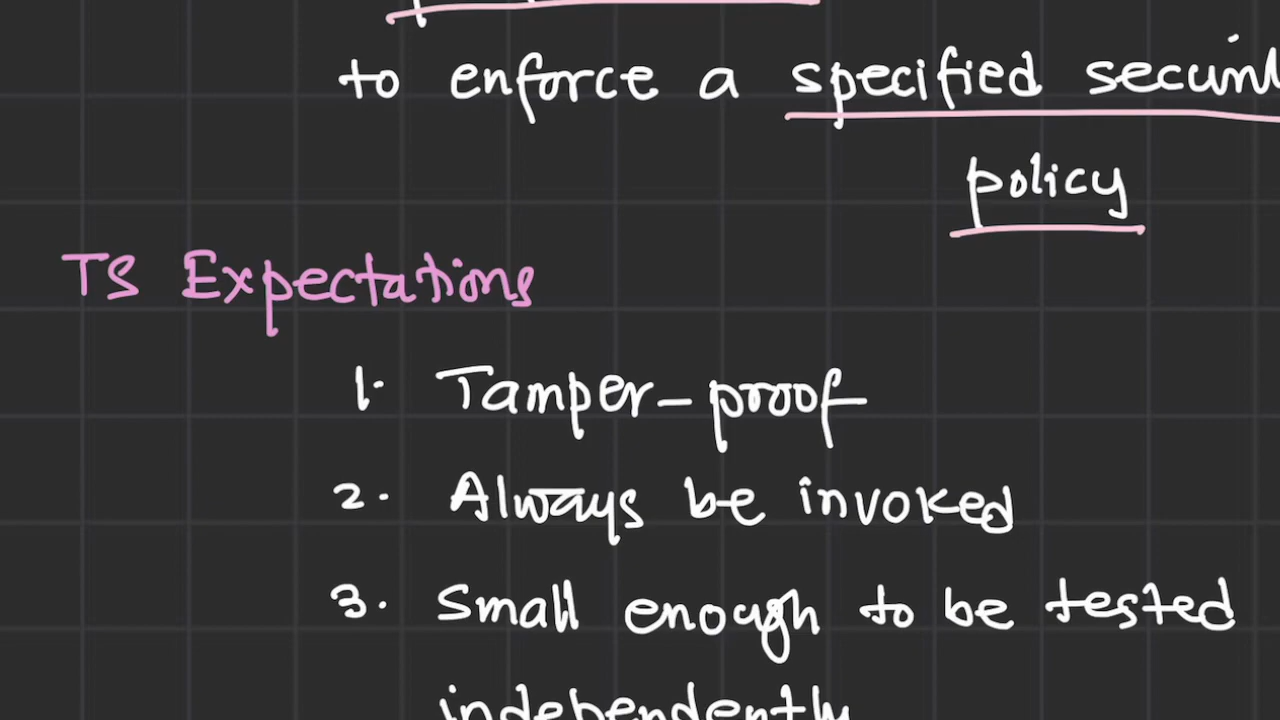 to enforce a specified
policy
TS Expectations
1. Tamper-proof
2. Always be invoked
3. Small enough to be tested
independently